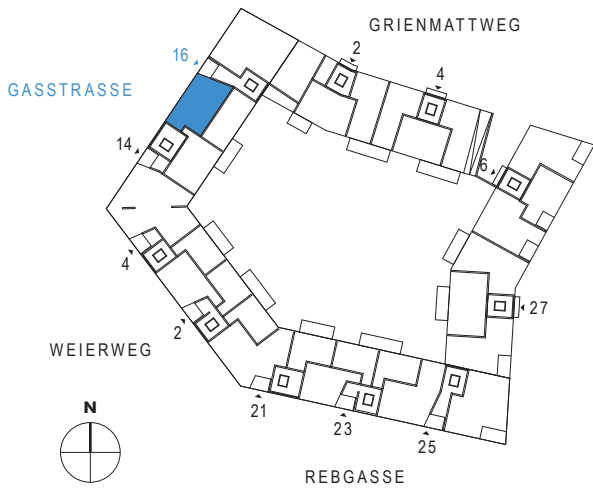 GRIENMATTWEG
16
2
4
GASSTRASSE
14
6
4
2
27
WEIERWEG
21
23
25
N
REBGASSE